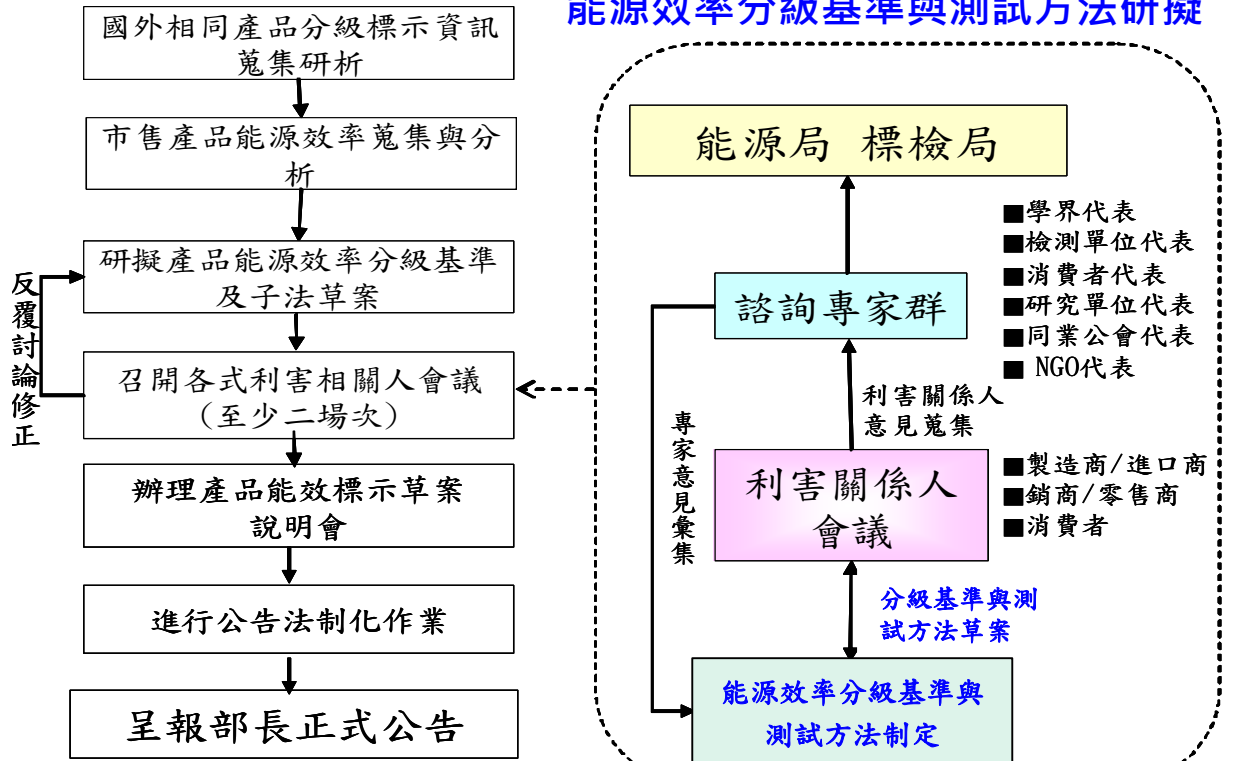 能源效率分級基準與測試方法研擬
國外相同產品分級標示資訊
蒐集研析
市售產品能源效率蒐集與分
析
研擬產品能源效率分級基準
及子法草案
反覆討論修正
召開各式利害相關人會議
(至少二場次)
辦理產品能效標示草案
說明會
進行公告法制化作業
呈報部長正式公告
能源局 標檢局
■學界代表
■檢測單位代表
■消費者代表
■研究單位代表
■同業公會代表
■ NGO代表
諮詢專家群
利害關係人
意見蒐集
專家意見彙集
利害關係人
會議
■製造商/進口商
■銷商/零售商
■消費者
分級基準與測
試方法草案
能源效率分級基準與
測試方法制定